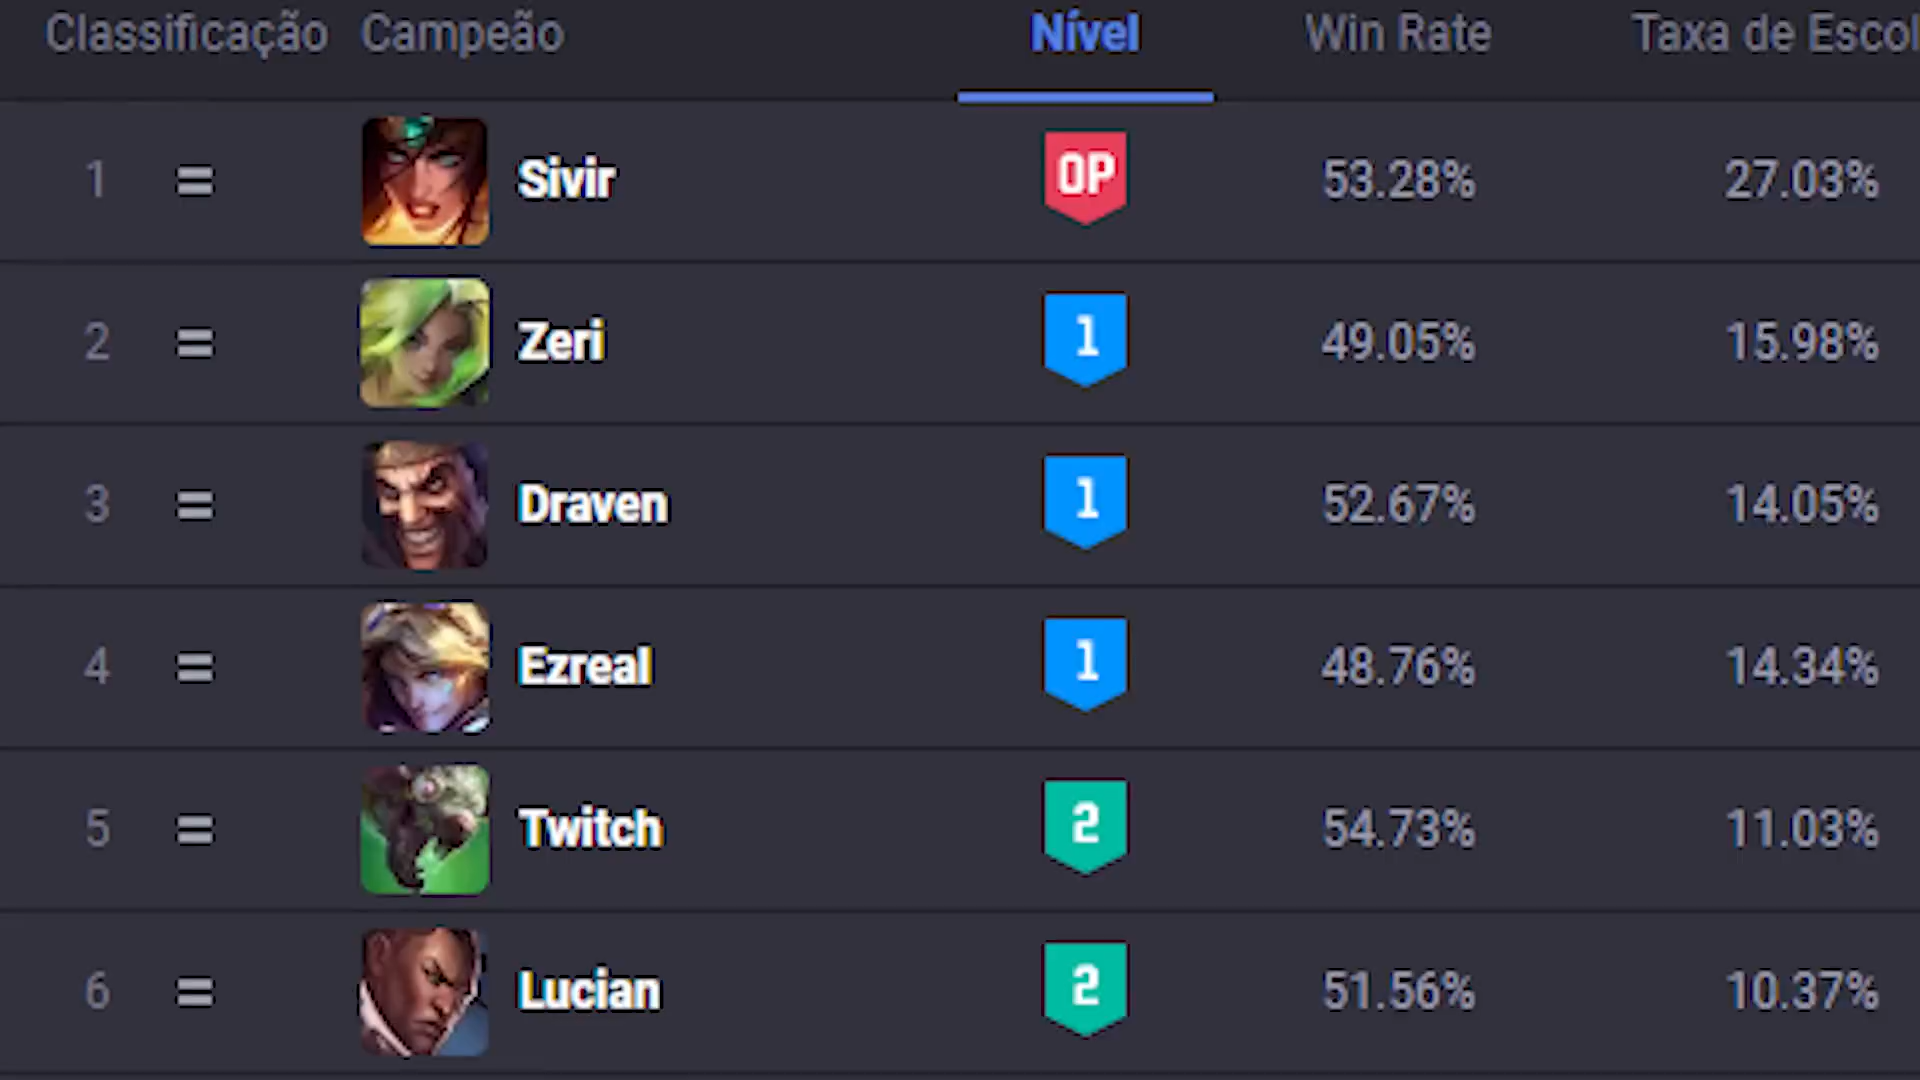 Classificação Campeão Nível Win Rate Taxa de Escol
1 Sivir OP 53.28% 27.03%
2 Zeri 1 49.05% 15.98%
3 Draven 1 52.67% 14.05%
4 Ezreal 1 48.76% 14.34%
5 Twitch 2 54.73% 11.03%
6 Lucian 2 51.56% 10.37%